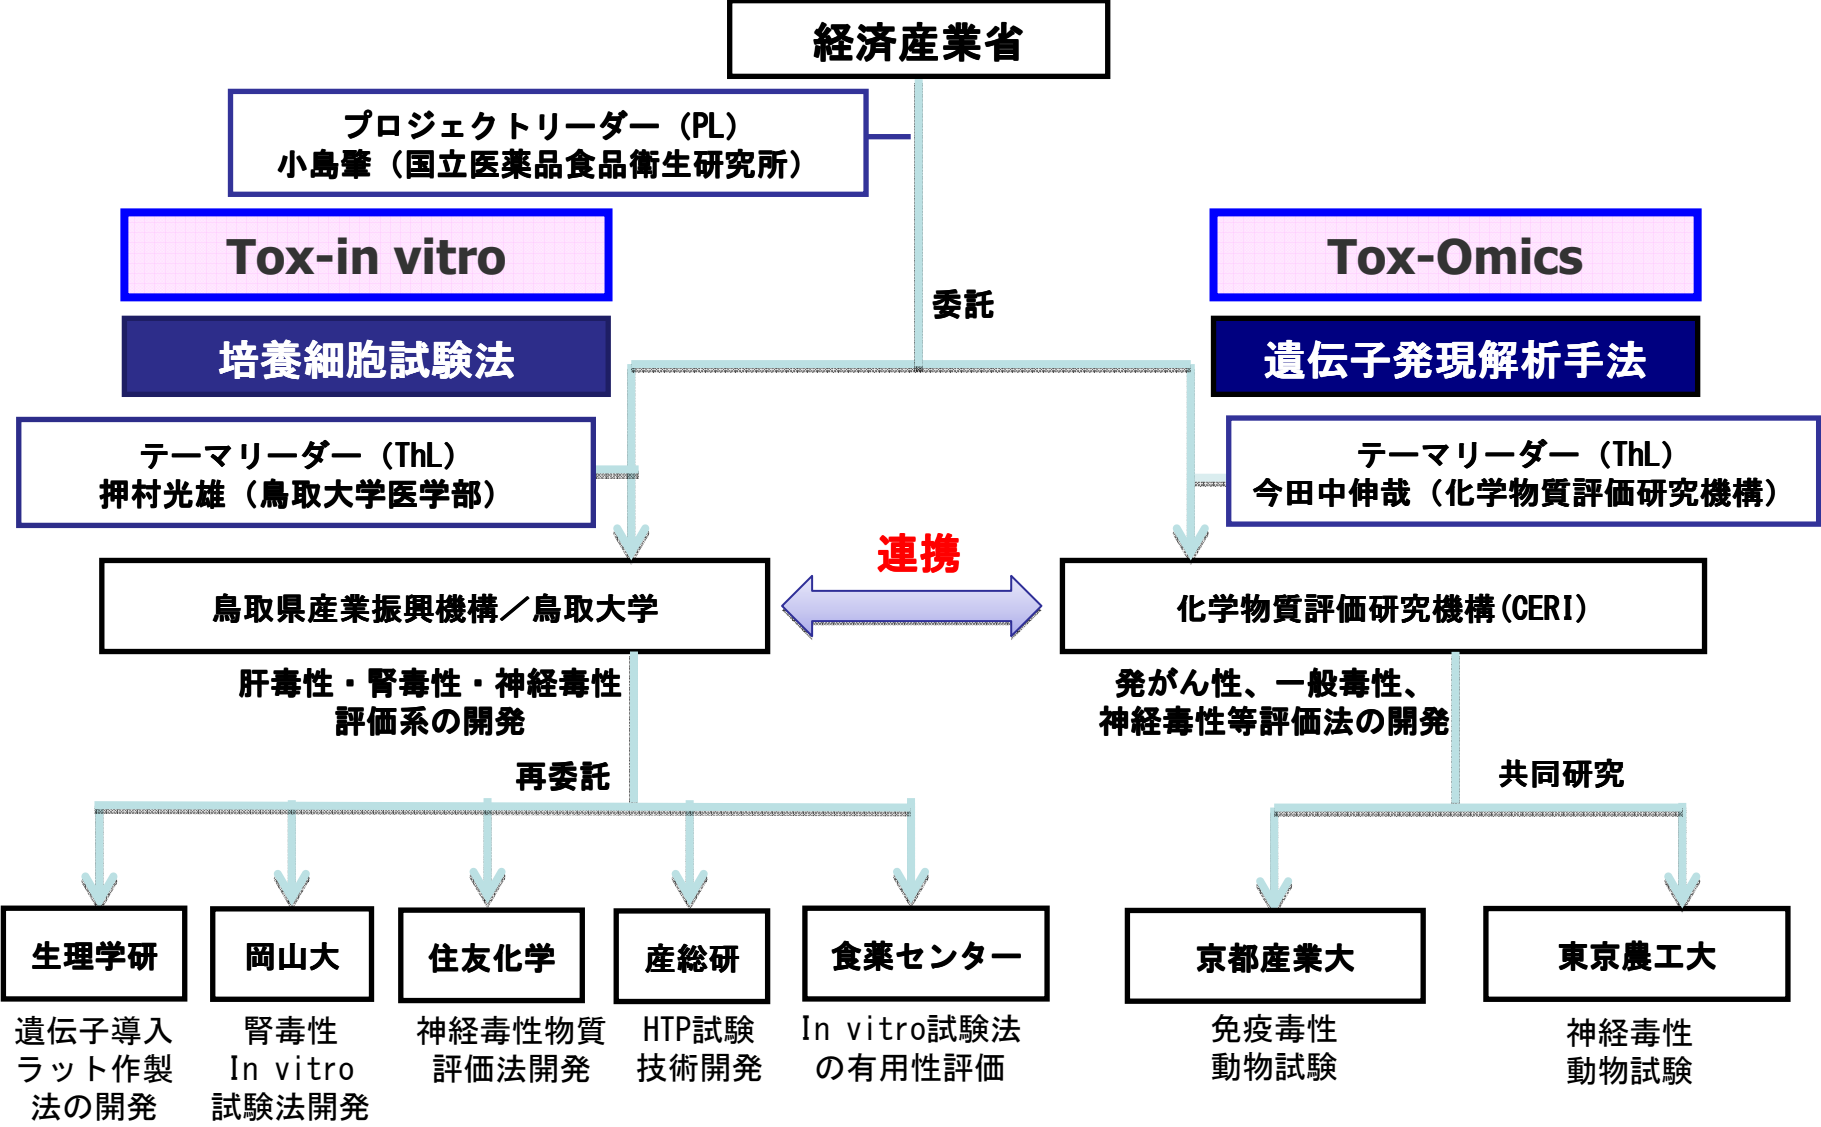 経済産業省
プロジェクトリーダー（PL）
小島肇（国立医薬品食品衛生研究所）
Tox-in vitro
Tox-Omics
委託
培養細胞試験法
遺伝子発現解析手法
テーマリーダー（ThL）
押村光雄（鳥取大学医学部）
テーマリーダー（ThL）
今田中伸哉（化学物質評価研究機構）
連携
鳥取県産業振興機構／鳥取大学
化学物質評価研究機構(CERI)
肝毒性・腎毒性・神経毒性
評価系の開発
発がん性、一般毒性、
神経毒性等評価法の開発
再委託
共同研究
生理学研
岡山大
住友化学
産総研
食薬センター
京都産業大
東京農工大
遺伝子導入
ラット作製
法の開発
腎毒性
In vitro
試験法開発
神経毒性物質
評価法開発
HTP試験
技術開発
In vitro試験法
の有用性評価
免疫毒性
動物試験
神経毒性
動物試験